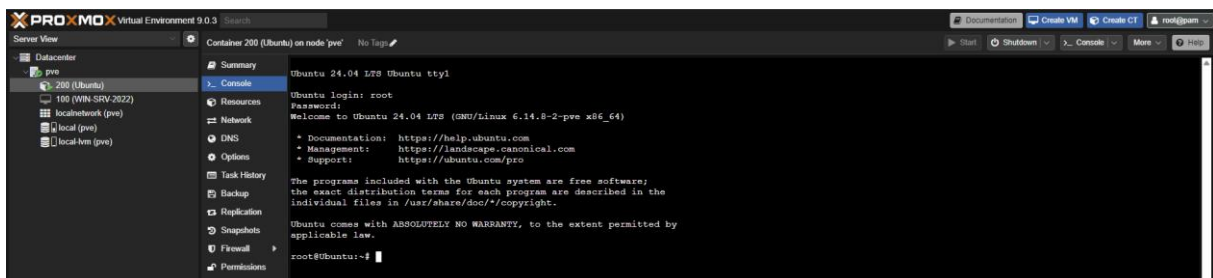 PROXMOX Virtual Environment 9.0.3 Search
Documentation Create VM Create CT root@pam
Server View
Container 200 (Ubuntu) on node 'pve' No Tags
Start Shutdown Console More Help
Datacenter
pve
200 (Ubuntu)
100 (WIN-SRV-2022)
localnetwork (pve)
local (pve)
local-lvm (pve)
Summary
Console
Resources
Network
DNS
Options
Task History
Backup
Replication
Snapshots
Firewall
Permissions
Ubuntu 24.04 LTS Ubuntu tty1
Ubuntu login: root
Password:
Welcome to Ubuntu 24.04 LTS (GNU/Linux 6.14.8-2-pve x86_64)
* Documentation: https://help.ubuntu.com
* Management: https://landscape.canonical.com
* Support: https://ubuntu.com/pro
The programs included with the Ubuntu system are free software;
the exact distribution terms for each program are described in the
individual files in /usr/share/doc/*/copyright.
Ubuntu comes with ABSOLUTELY NO WARRANTY, to the extent permitted by
applicable law.
root@Ubuntu:~#